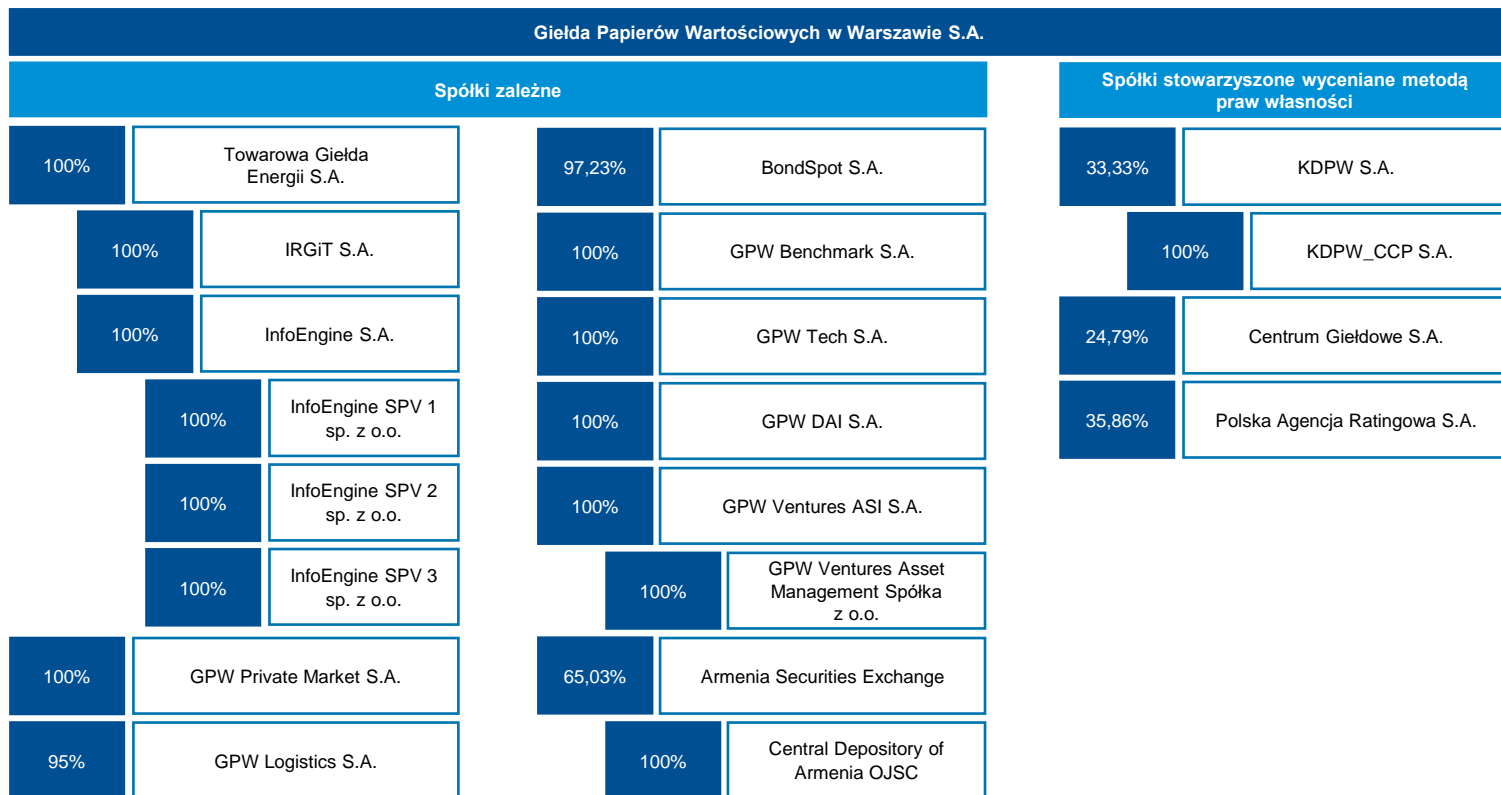 Giełda Papierów Wartościowych w Warszawie S.A.
Spółki zależne
100%
Towarowa Giełda
Energii S.A.
100%
IRGiT S.A.
100%
InfoEngine S.A.
100%
InfoEngine SPV 1
sp. z o.o.
100%
InfoEngine SPV 2
sp. z o.o.
100%
InfoEngine SPV 3
sp. z o.o.
100%
GPW Private Market S.A.
95%
GPW Logistics S.A.
97,23%
BondSpot S.A.
100%
GPW Benchmark S.A.
100%
GPW Tech S.A.
100%
GPW DAI S.A.
100%
GPW Ventures ASI S.A.
100%
GPW Ventures Asset
Management Spółka
z o.o.
65,03%
Armenia Securities Exchange
100%
Central Depository of
Armenia OJSC
Spółki stowarzyszone wyceniane metodą
praw własności
33,33%
KDPW S.A.
100%
KDPW_CCP S.A.
24,79%
Centrum Giełdowe S.A.
35,86%
Polska Agencja Ratingowa S.A.